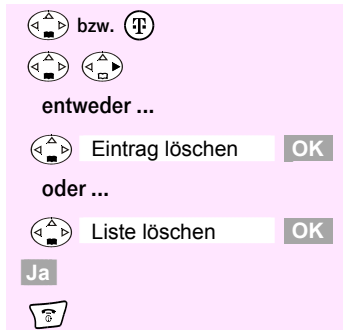 bzw. T
entweder ...
Eintrag löschen OK
oder ...
Liste löschen OK
Ja